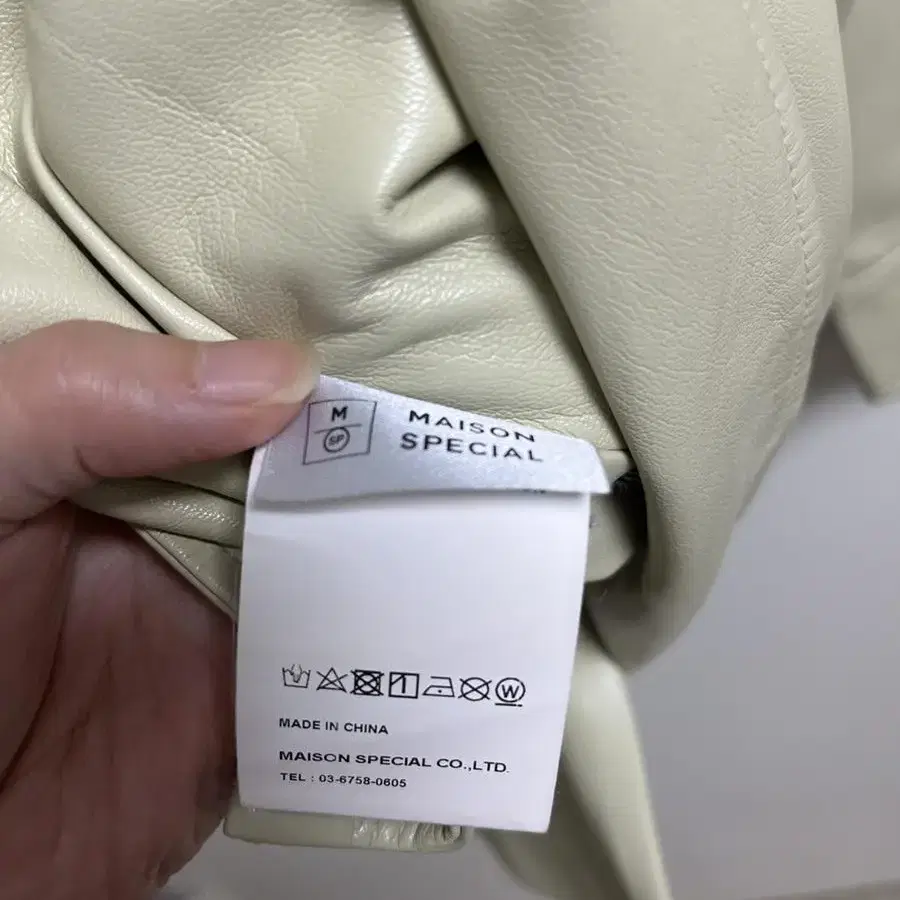 M
SP
MAISON
SPECIAL
W
MADE IN CHINA
MAISON SPECIAL CO.,LTD.
TEL : 03-6758-0605